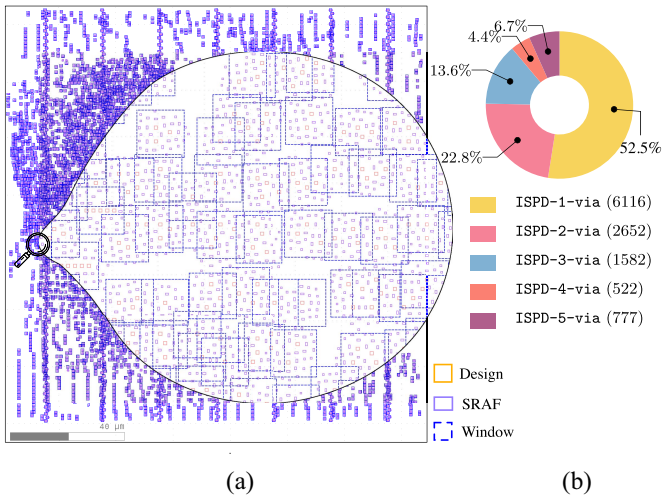 6.7%
4.4%
13.6%
22.8%
52.5%
ISPD-1-via (6116)
ISPD-2-via (2652)
ISPD-3-via (1582)
ISPD-4-via (522)
ISPD-5-via (777)
Design
SRAF
Window
40 μm
(a)
(b)